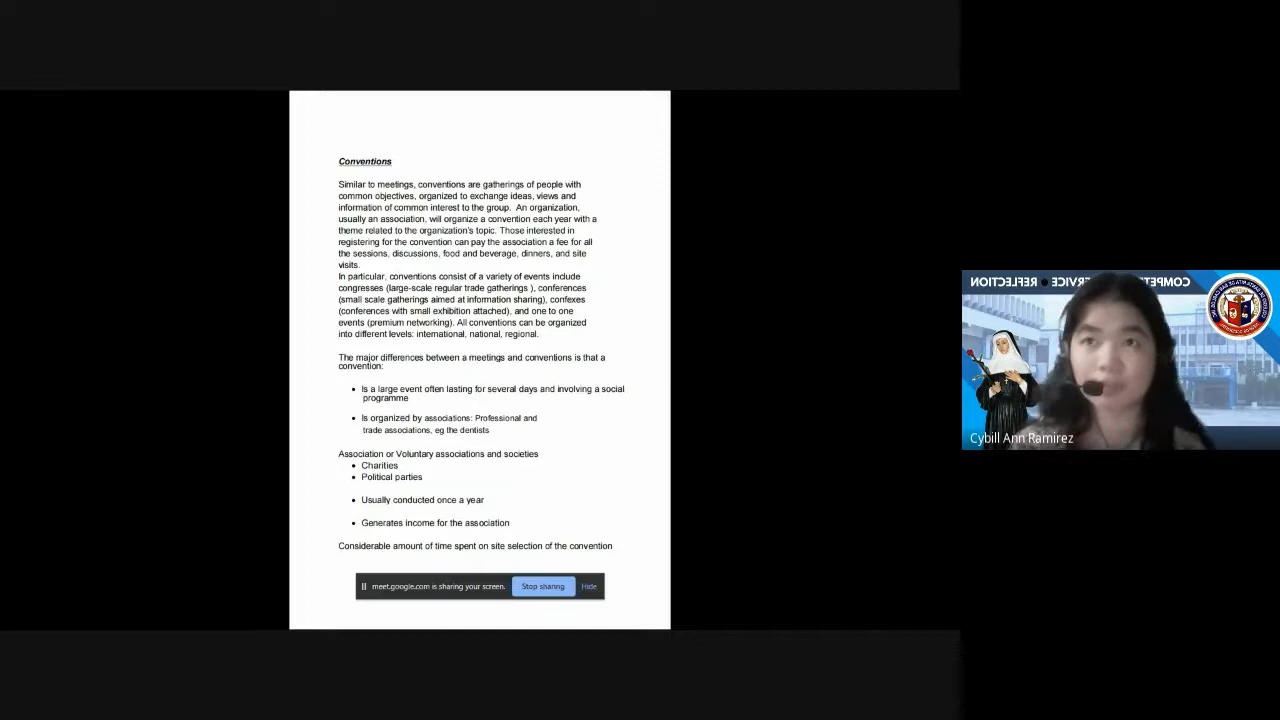 Conventions
Similar to meetings, conventions are gatherings of people with
common objectives, organized to exchange ideas, views and
information of common interest to the group. An organization,
usually an association, will organize a convention each year with a
theme related to the organization's topic. Those interested in
registering for the convention can pay the association a fee for all
the sessions, discussions, food and beverage, dinners, and site
visits.
In particular, conventions consist of a variety of events include
congresses (large-scale regular trade gatherings ), conferences
(small scale gatherings aimed at information sharing), confexes
(conferences with small exhibition attached), and one to one
events (premium networking). All conventions can be organized
into different levels: international, national, regional.
The major differences between a meetings and conventions is that a
convention:
• Is a large event often lasting for several days and involving a social
programme
• Is organized by associations: Professional and
trade associations, eg the dentists
Association or Voluntary associations and societies
• Charities
• Political parties
• Usually conducted once a year
• Generates income for the association
Considerable amount of time spent on site selection of the convention
meet.google.com is sharing your screen. Stop sharing Hide
REFLECTION ● SERVICE COMPETE
Cybill Ann Ramirez